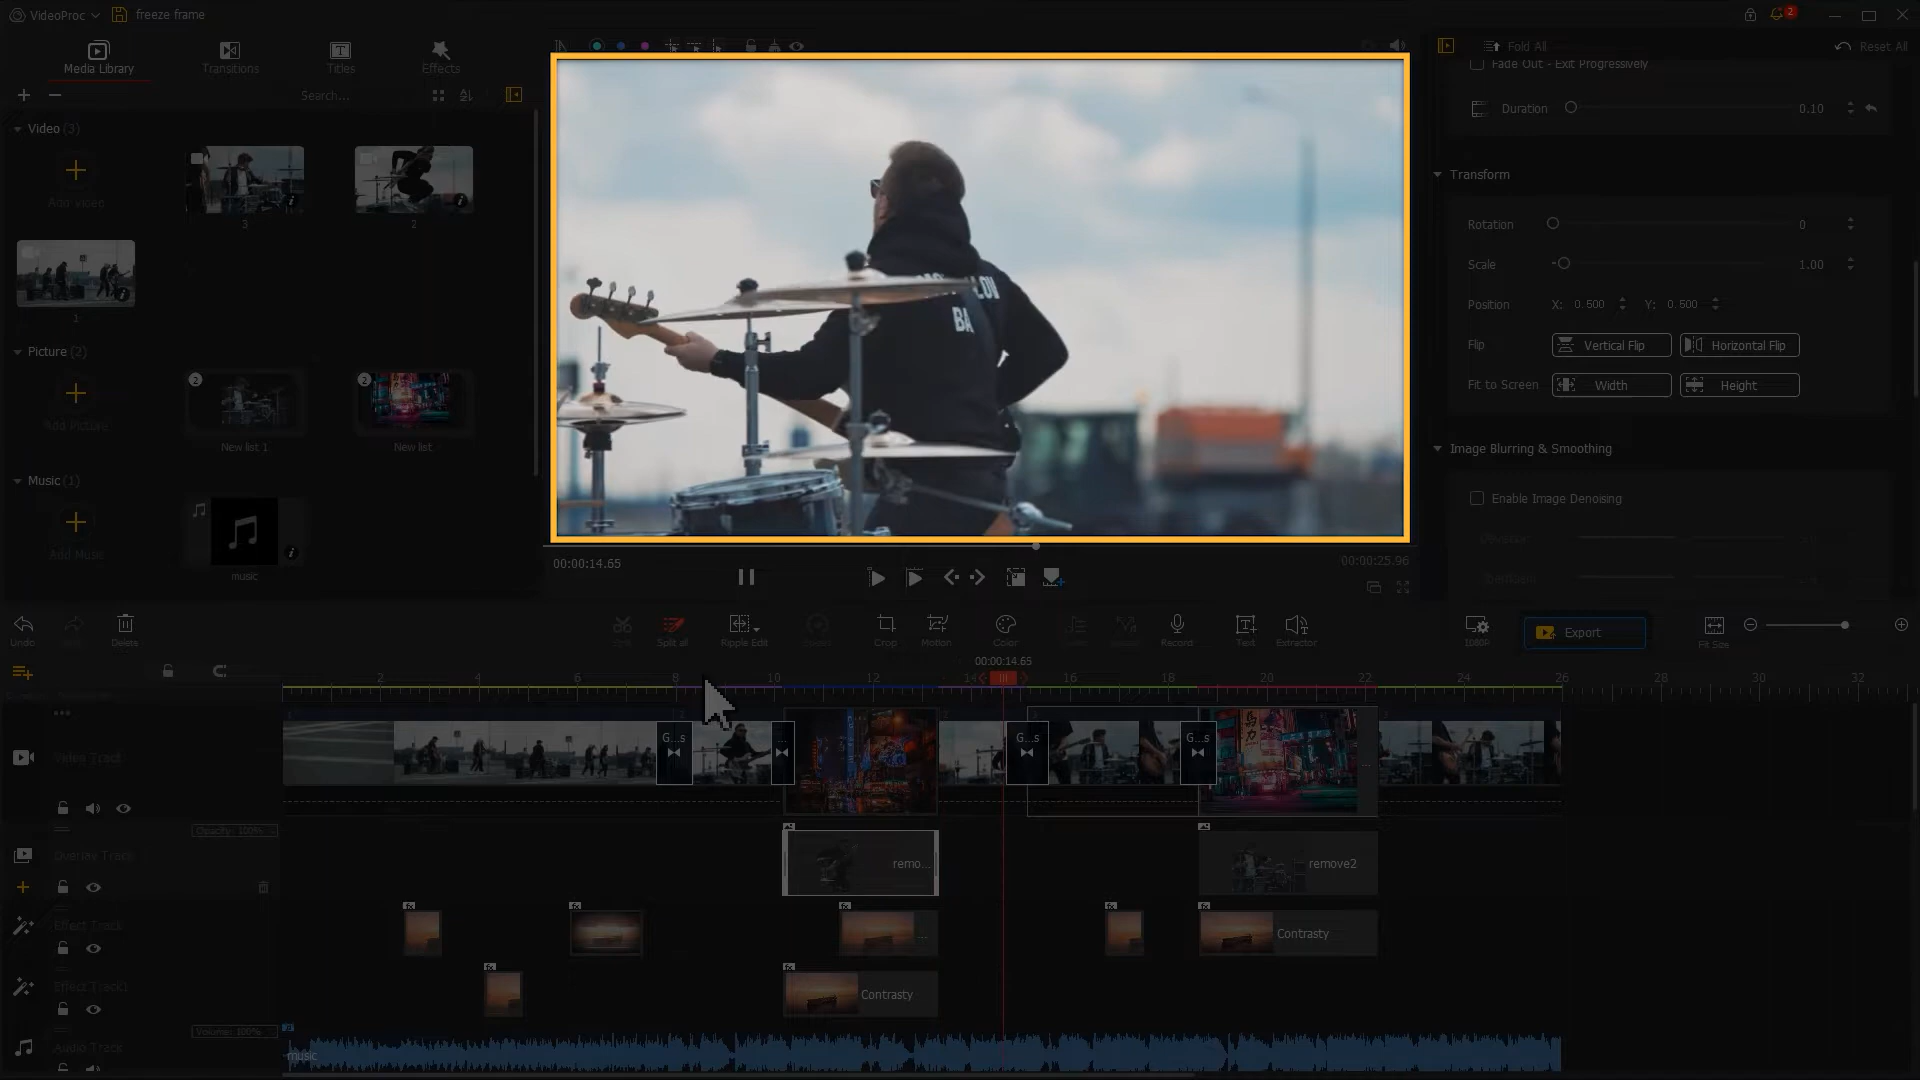 VideoProc
freeze frame
2
Fold All
Reset All
Media Library
Transitions
Titles
Effects
Fade Out - Exit Progressively
Search...
Duration
0.10
Video (3)
Transform
Add Video
3
2
Rotation
0
Scale
1.00
Position
X:
0.500
Y:
0.500
1
BA
Flip
Vertical Flip
Horizontal Flip
Picture (2)
Fit to Screen
Width
Height
2
2
Add Picture
New list 1
New list
Image Blurring & Smoothing
Music (1)
Enable Image Denoising
Add Music
music
00:00:14.65
00:00:25.96
Undo
Delete
Split all
Ripple Edit
Crop
Motion
Color
Record
Text
Extractor
1080P
Export
Fit Size
00:00:14.65
2
4
6
8
10
12
14
16
18
20
22
24
26
28
30
32
G...s
G...s
G...s
Video Track
Opacity: 100%
Overlay Track
remo...
remove2
Effect Track
...
Contrasty
Effect Track1
Contrasty
Volume: 100%
Audio Track
music